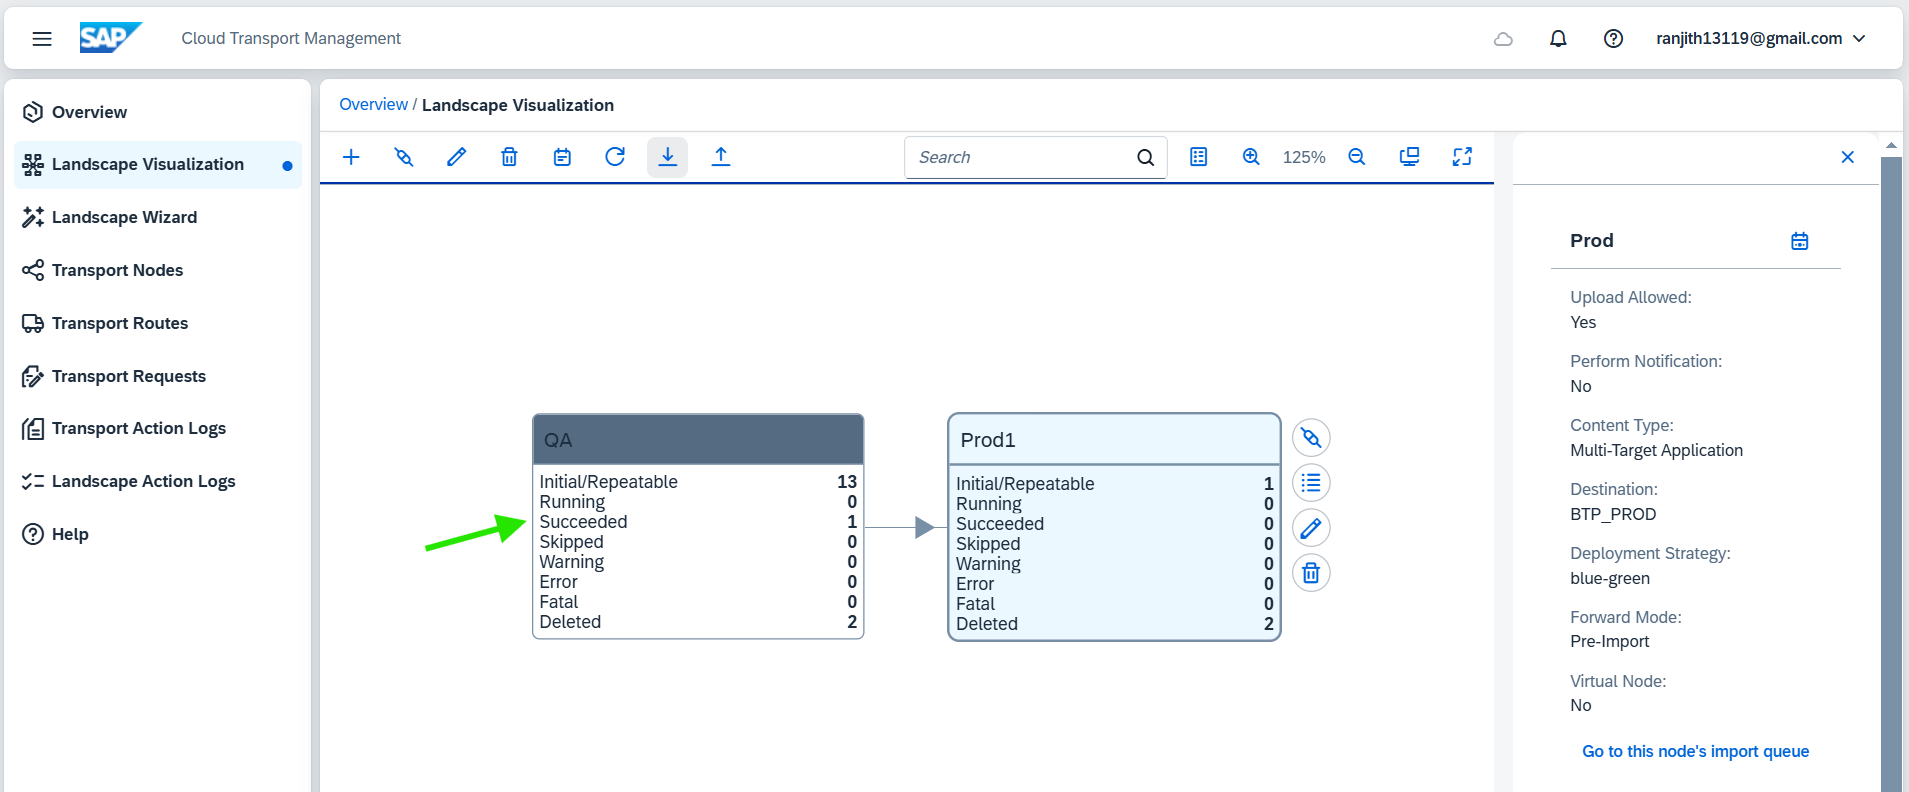 SAP Cloud Transport Management ranjith13119@gmail.com
Overview
Landscape Visualization
Landscape Wizard
Transport Nodes
Transport Routes
Transport Requests
Transport Action Logs
Landscape Action Logs
Help
Overview / Landscape Visualization
Search 125%
QA
Initial/Repeatable 13
Running 0
Succeeded 1
Skipped 0
Warning 0
Error 0
Fatal 0
Deleted 2
Prod1
Initial/Repeatable 1
Running 0
Succeeded 0
Skipped 0
Warning 0
Error 0
Fatal 0
Deleted 2
Prod
Upload Allowed:
Yes
Perform Notification:
No
Content Type:
Multi-Target Application
Destination:
BTP_PROD
Deployment Strategy:
blue-green
Forward Mode:
Pre-Import
Virtual Node:
No
Go to this node's import queue